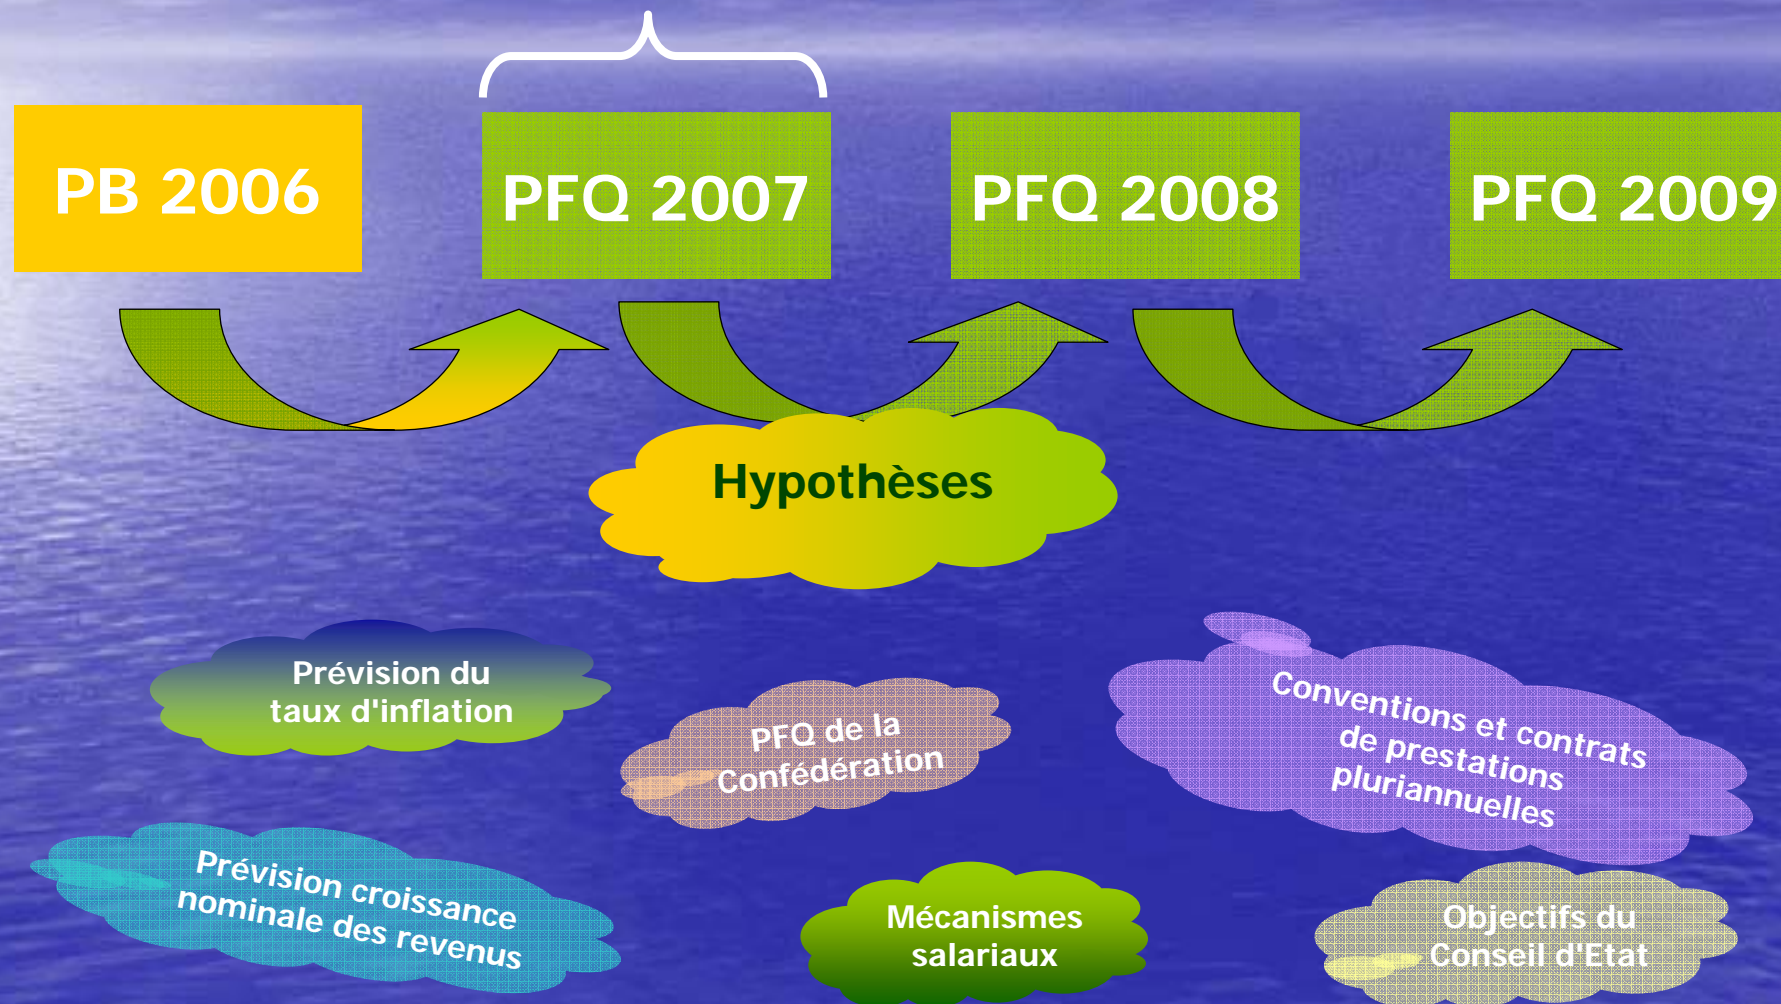 PB 2006
PFQ 2007
PFQ 2008
PFQ 2009
Hypothèses
Prévision du
taux d'inflation
PFQ de la
Confédération
Conventions et contrats
de prestations
pluriannuelles
Prévision croissance
nominale des revenus
Mécanismes
salariaux
Objectifs du
Conseil d'Etat